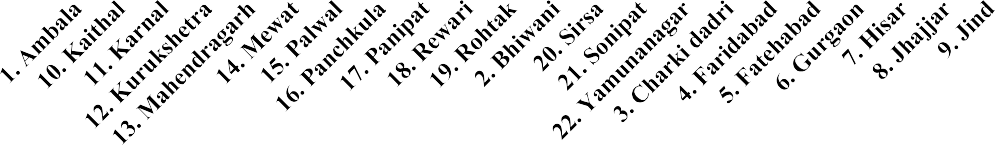 1. Ambala
10. Kaithal
11. Karnal
12. Kurukshetra
13. Mahendragarh
14. Mewat
15. Palwal
16. Panchkula
17. Panipat
18. Rewari
19. Rohtak
2. Bhiwani
20. Sirsa
21. Sonipat
22. Yamunanagar
3. Charki dadri
4. Faridabad
5. Fatehabad
6. Gurgaon
7. Hisar
8. Jhajjar
9. Jind